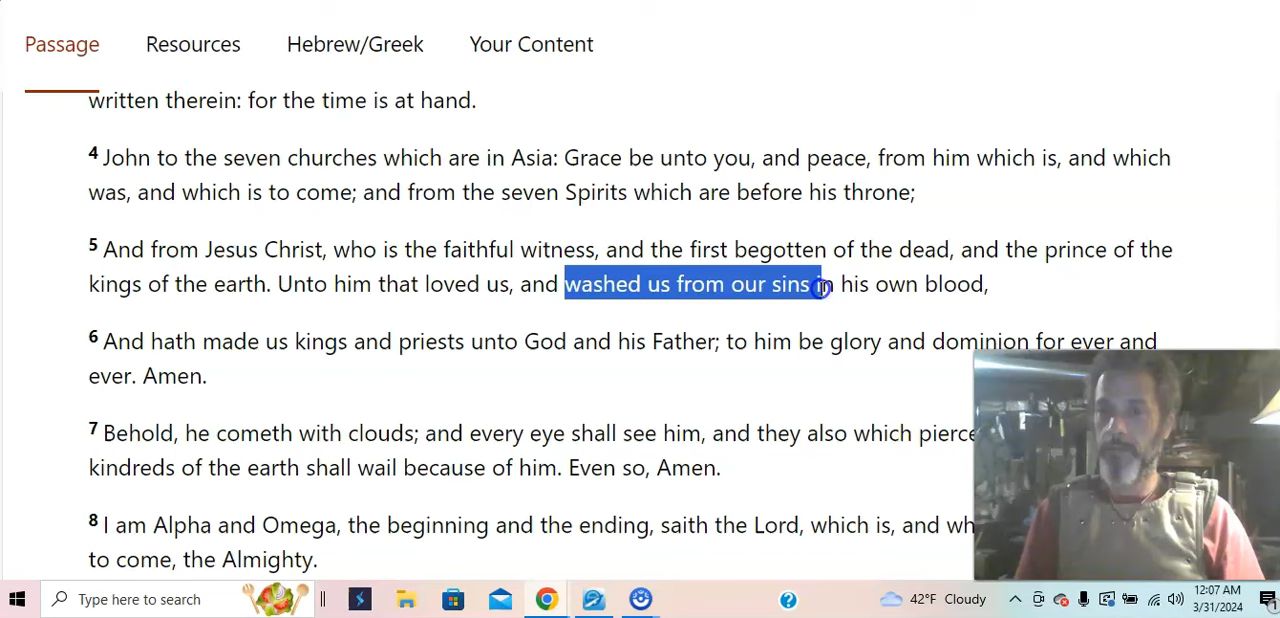 Passage Resources Hebrew/Greek Your Content
written therein: for the time is at hand.
4 John to the seven churches which are in Asia: Grace be unto you, and peace, from him which is, and which
was, and which is to come; and from the seven Spirits which are before his throne;
5 And from Jesus Christ, who is the faithful witness, and the first begotten of the dead, and the prince of the
kings of the earth. Unto him that loved us, and washed us from our sins in his own blood,
6 And hath made us kings and priests unto God and his Father; to him be glory and dominion for ever and
ever. Amen.
7 Behold, he cometh with clouds; and every eye shall see him, and they also which pierce
kindreds of the earth shall wail because of him. Even so, Amen.
8 I am Alpha and Omega, the beginning and the ending, saith the Lord, which is, and wh
to come, the Almighty.
Type here to search
42°F Cloudy
12:07 AM
3/31/2024
1